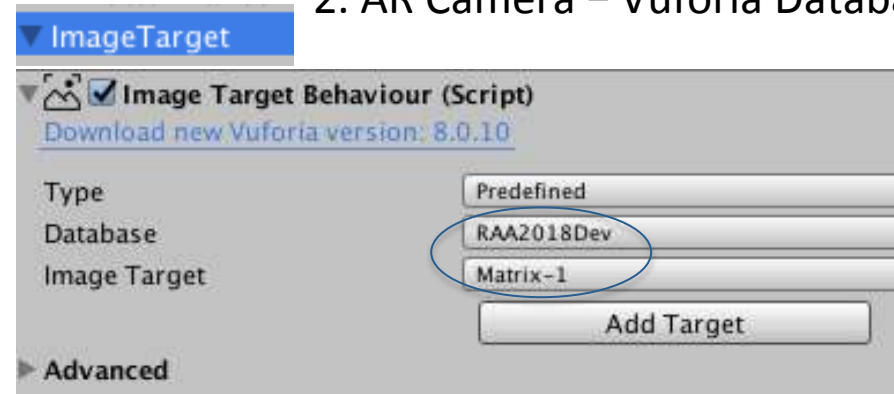 2. AR Camera – Vuforia Databa
ImageTarget
Image Target Behaviour (Script)
Download new Vuforia version: 8.0.10
Type Predefined
Database RAA2018Dev
Image Target Matrix-1
Add Target
Advanced